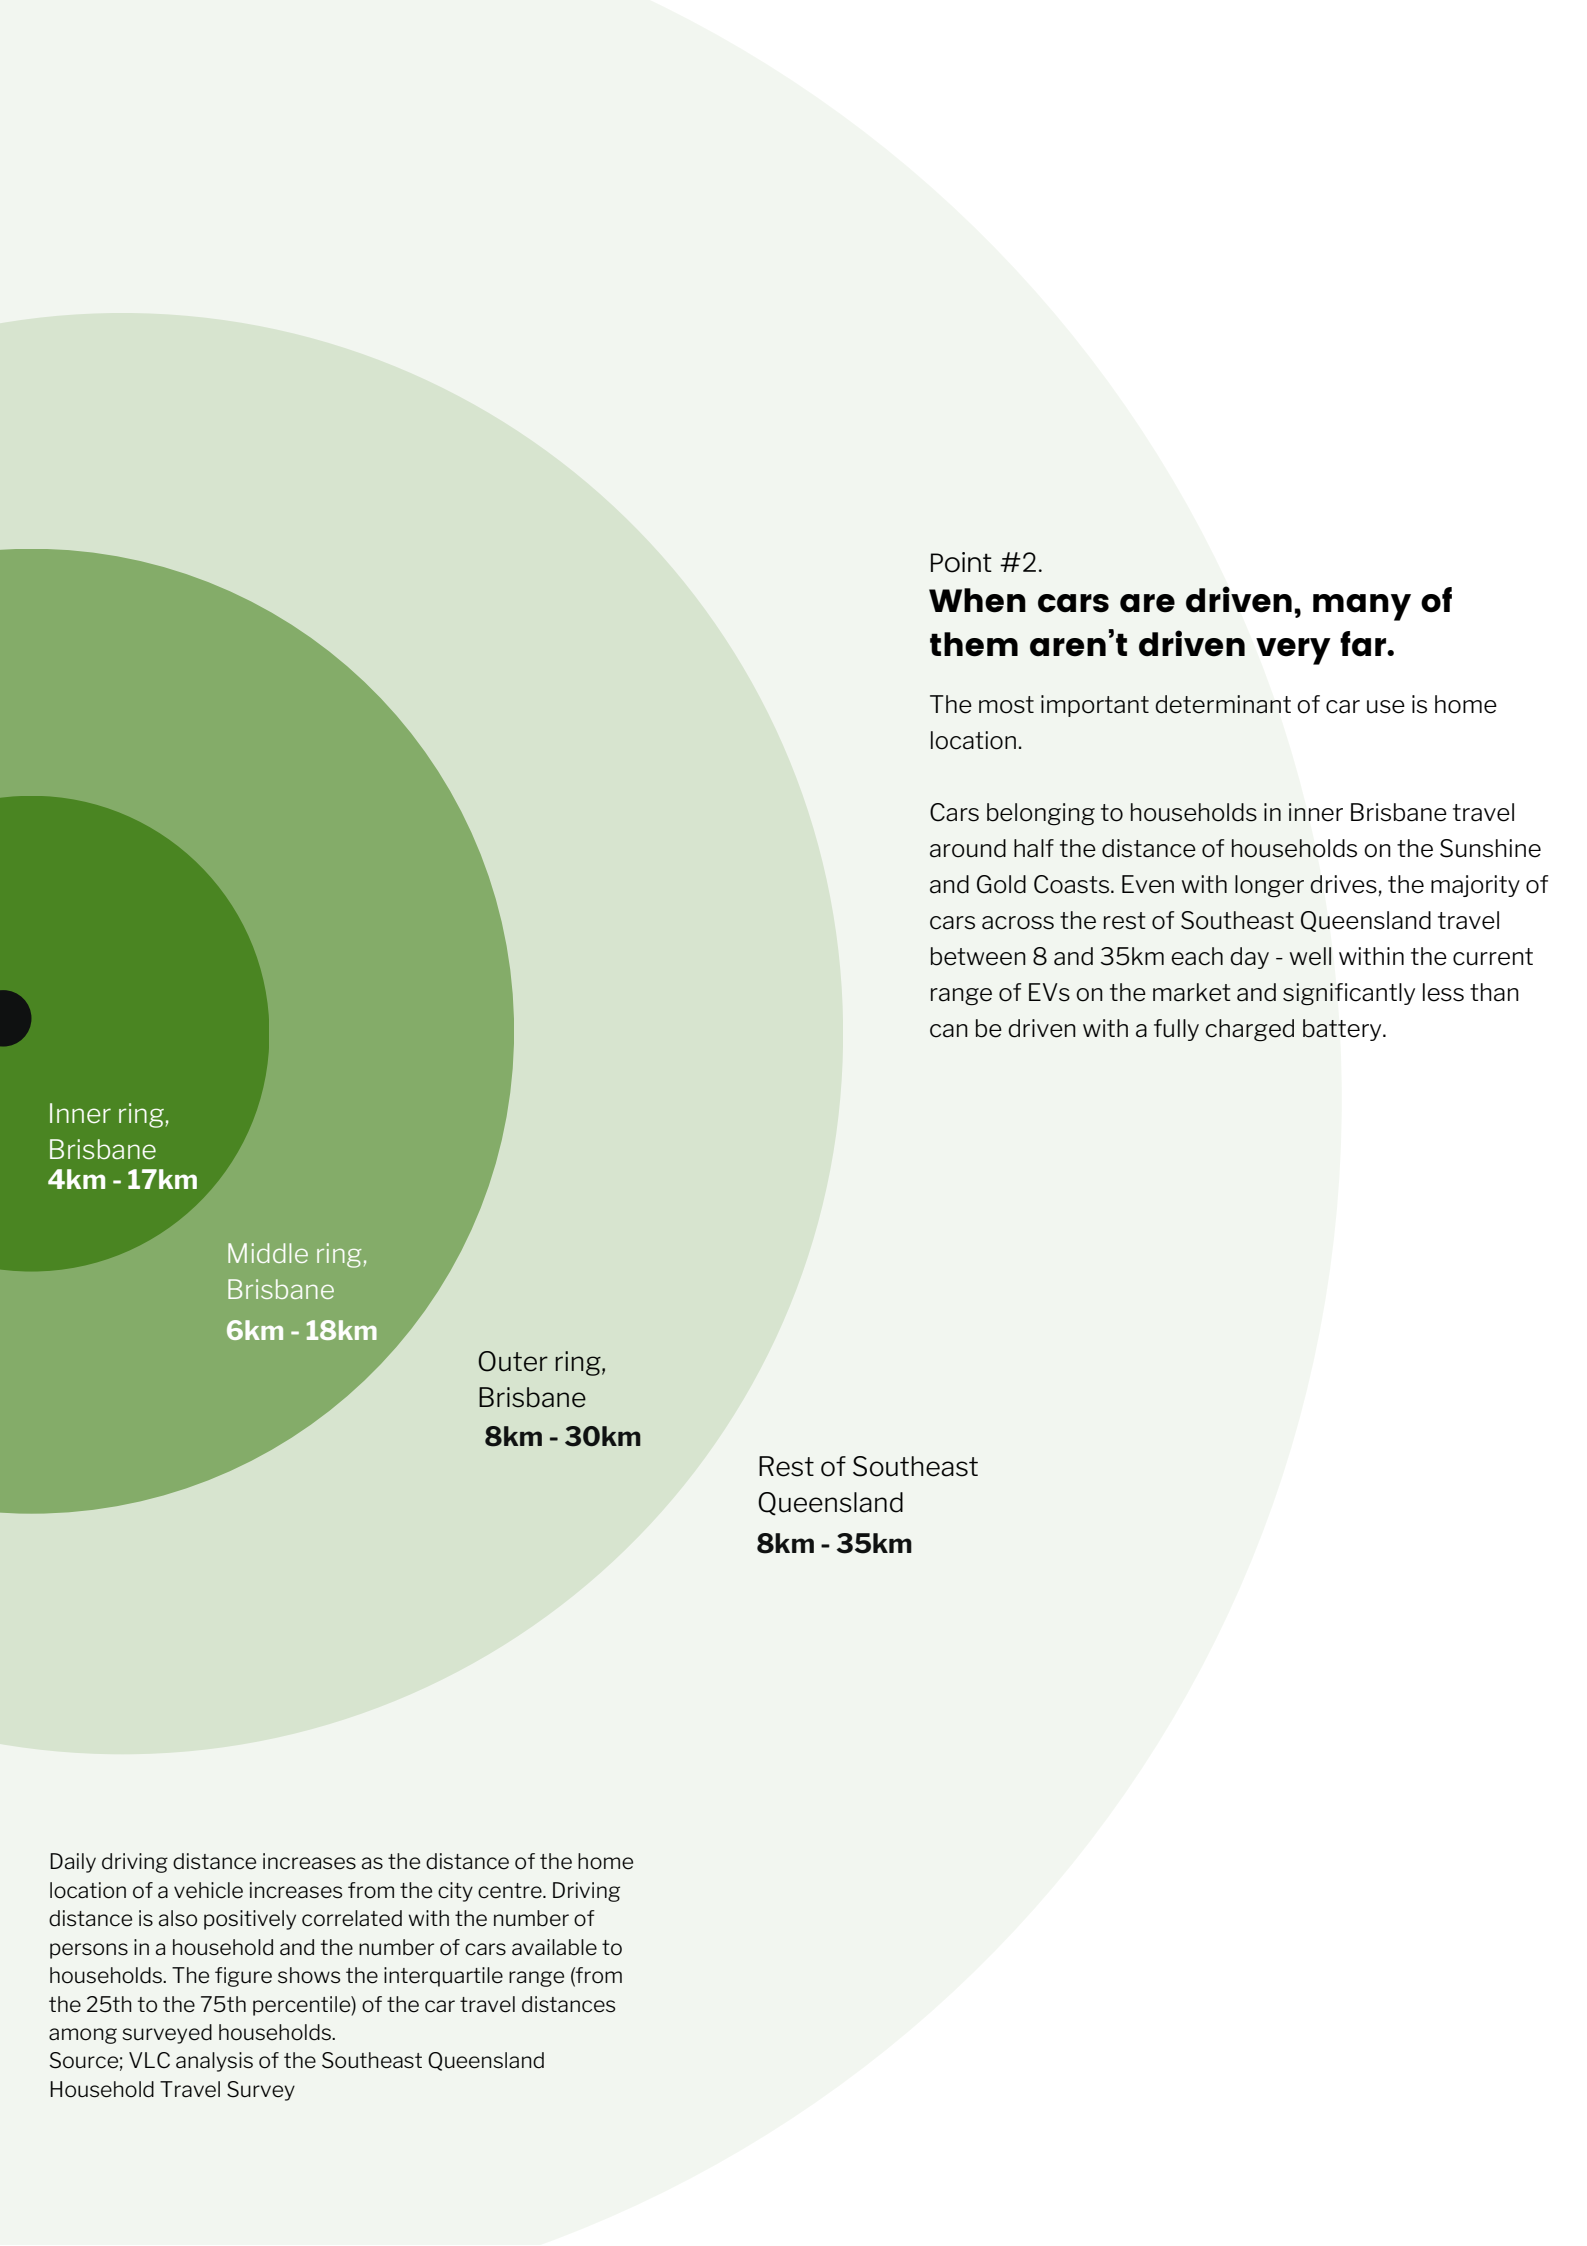 Point #2.
When cars are driven, many of
them aren’t driven very far.
The most important determinant of car use is home
location.
Cars belonging to households in inner Brisbane travel
around half the distance of households on the Sunshine
and Gold Coasts. Even with longer drives, the majority of
cars across the rest of Southeast Queensland travel
between 8 and 35km each day - well within the current
range of EVs on the market and significantly less than
can be driven with a fully charged battery.
Inner ring,
Brisbane
4km - 17km
Middle ring,
Brisbane
6km - 18km
Outer ring,
Brisbane
8km - 30km
Rest of Southeast
Queensland
8km - 35km
Daily driving distance increases as the distance of the home
location of a vehicle increases from the city centre. Driving
distance is also positively correlated with the number of
persons in a household and the number of cars available to
households. The figure shows the interquartile range (from
the 25th to the 75th percentile) of the car travel distances
among surveyed households.
Source; VLC analysis of the Southeast Queensland
Household Travel Survey